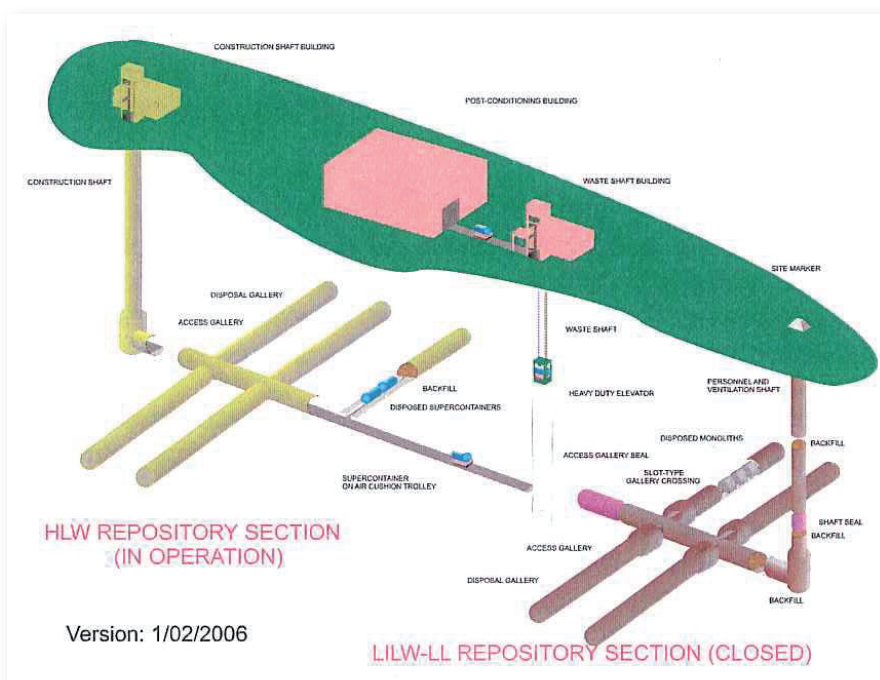 CONSTRUCTION SHAFT BUILDING
POST-CONDITIONING BUILDING
CONSTRUCTION SHAFT
WASTE SHAFT BUILDING
SITE MARKER
DISPOSAL GALLERY
ACCESS GALLERY
WASTE SHAFT
BACKFILL
DISPOSED SUPERCONTAINERS
HEAVY DUTY ELEVATOR
PERSONNEL AND
VENTILATION SHAFT
DISPOSED MONOLITHS
BACKFILL
ACCESS GALLERY SEAL
SLOT-TYPE
GALLERY CROSSING
SUPERCONTAINER
ON AIR CUSHION TROLLEY
SHAFT SEAL
BACKFILL
HLW REPOSITORY SECTION
(IN OPERATION)
ACCESS GALLERY
DISPOSAL GALLERY
BACKFILL
Version: 1/02/2006
LILW-LL REPOSITORY SECTION (CLOSED)